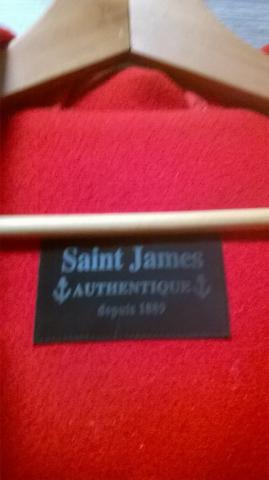 Saint James
AUTHENTIQUE
depuis 1889